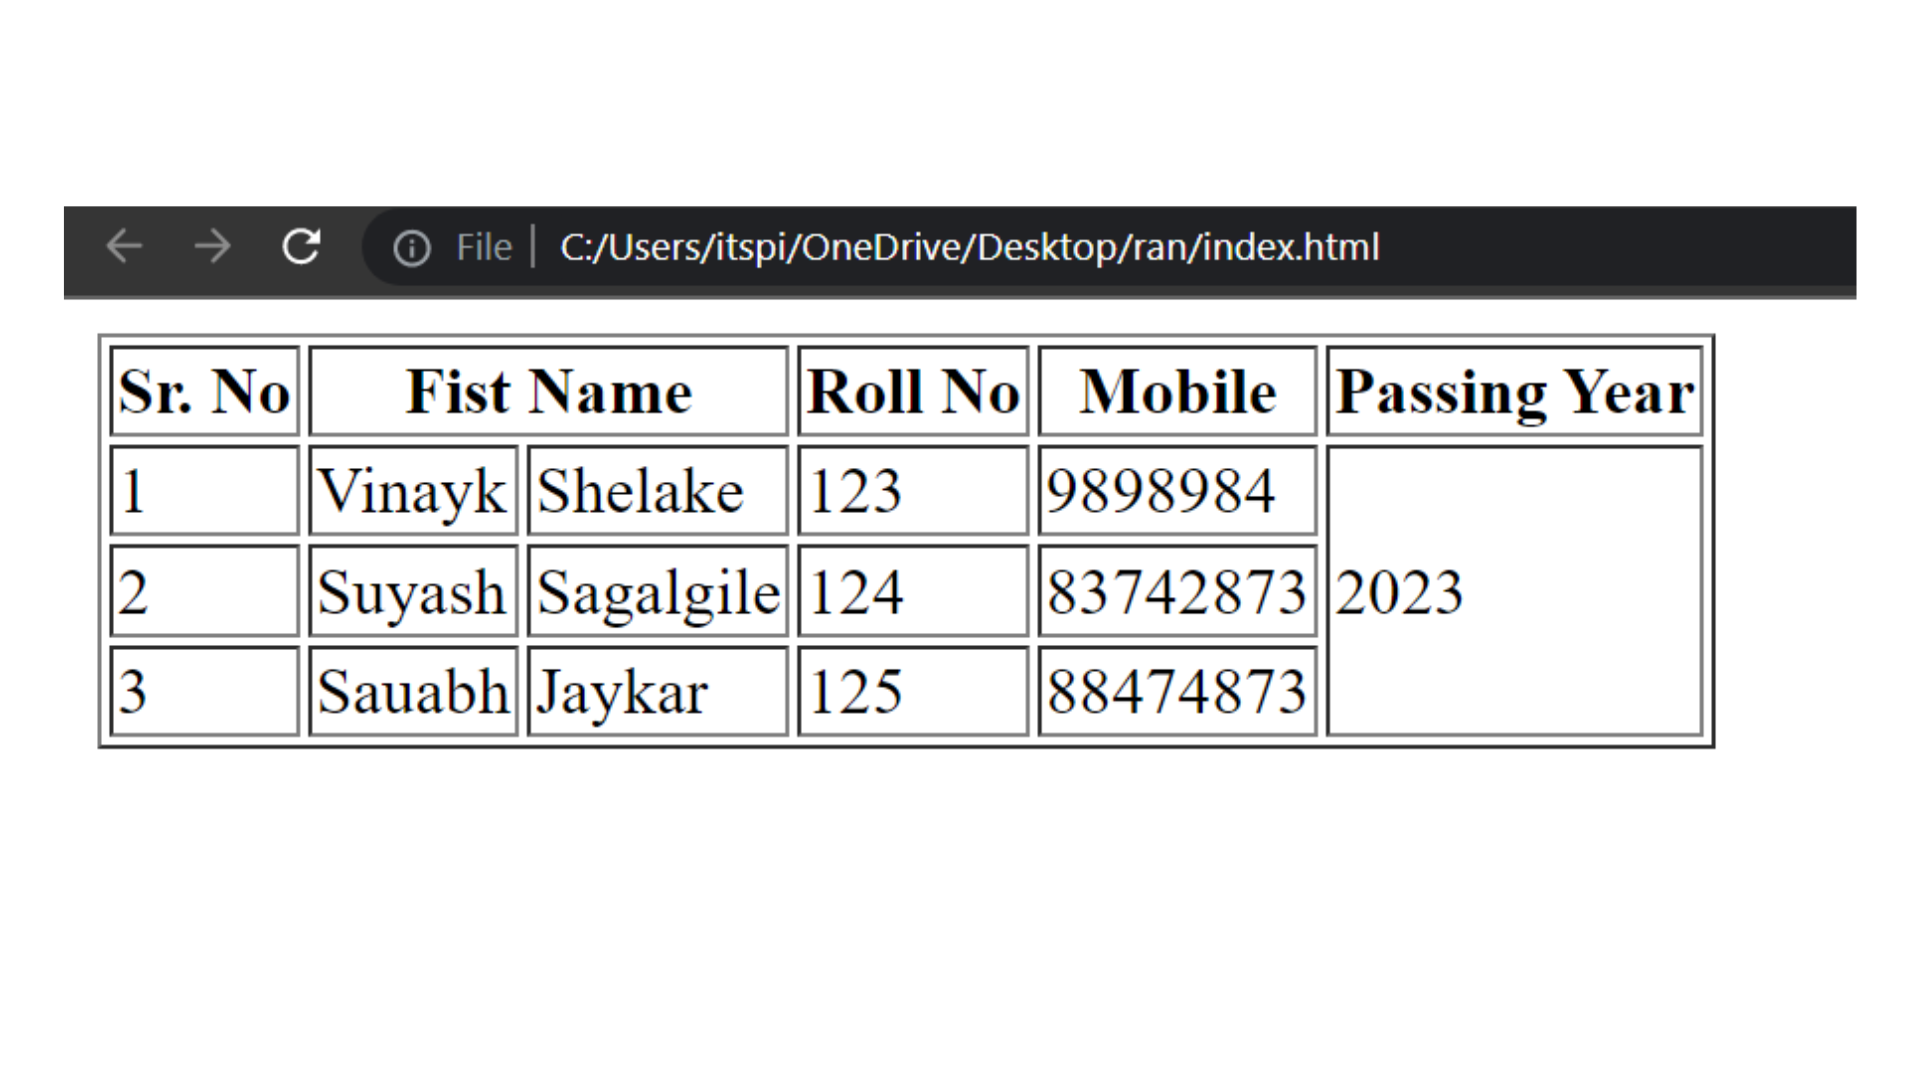 File | C:/Users/itspi/OneDrive/Desktop/ran/index.html
Sr. No Fist Name Roll No Mobile Passing Year
1 Vinayk Shelake 123 9898984
2 Suyash Sagalgile 124 83742873 2023
3 Sauabh Jaykar 125 88474873